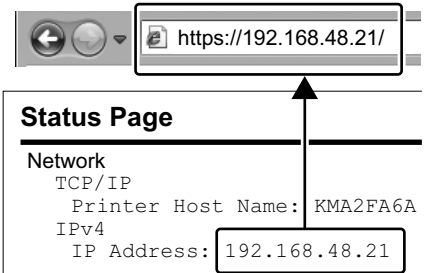 https://192.168.48.21/
Status Page
Network
TCP/IP
Printer Host Name: KMA2FA6A
IPv4
IP Address: 192.168.48.21